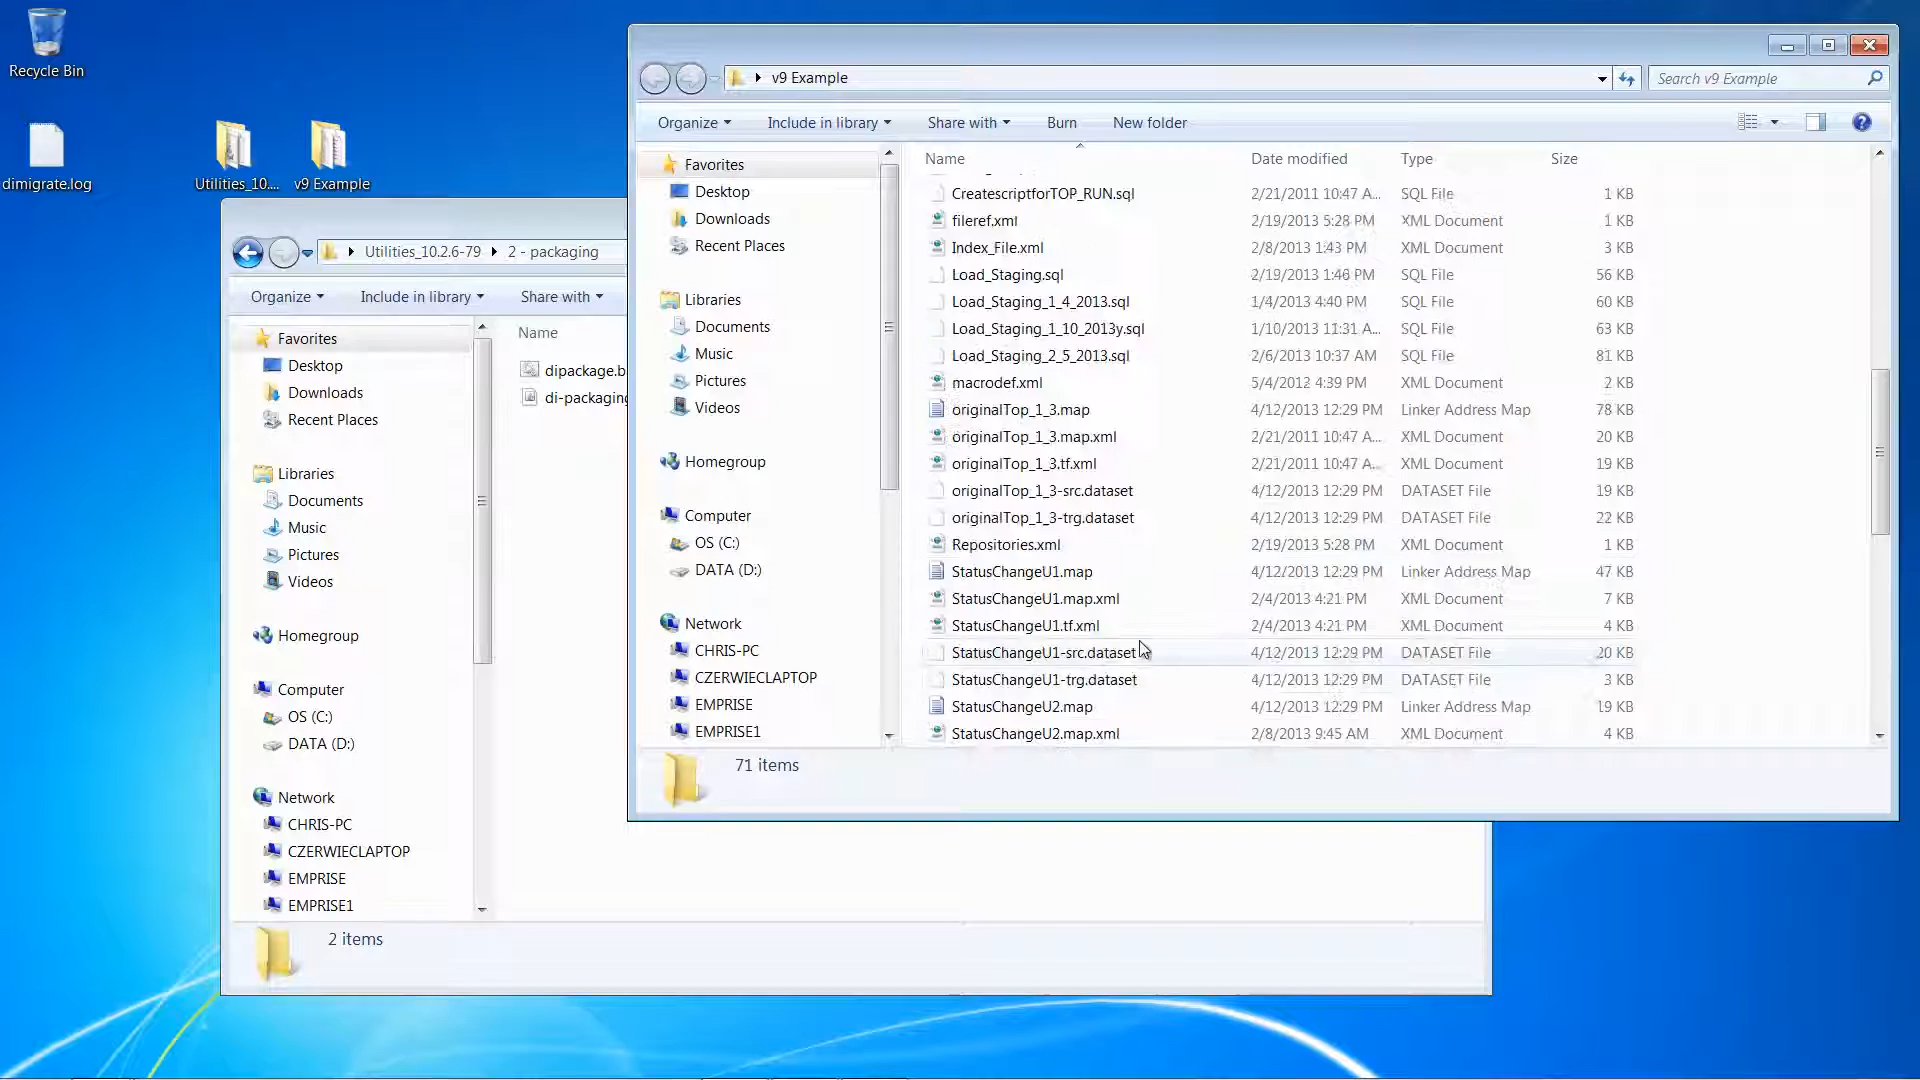 Recycle Bin
dimigrate.log
Utilities_10....
v9 Example
v9 Example
Search v9 Example
Organize
Include in library
Share with
Burn
New folder
Favorites
Desktop
Downloads
Recent Places
Libraries
Documents
Music
Pictures
Videos
Homegroup
Computer
OS (C:)
DATA (D:)
Network
CHRIS-PC
CZERWIECLAPTOP
EMPRISE
EMPRISE1
Name Date modified Type Size
CreatescriptforTOP_RUN.sql 2/21/2011 10:47 A... SQL File 1 KB
fileref.xml 2/19/2013 5:28 PM XML Document 1 KB
Index_File.xml 2/8/2013 1:43 PM XML Document 3 KB
Load_Staging.sql 2/19/2013 1:46 PM SQL File 56 KB
Load_Staging_1_4_2013.sql 1/4/2013 4:40 PM SQL File 60 KB
Load_Staging_1_10_2013y.sql 1/10/2013 11:31 A... SQL File 63 KB
Load_Staging_2_5_2013.sql 2/6/2013 10:37 AM SQL File 81 KB
macrodef.xml 5/4/2012 4:39 PM XML Document 2 KB
originalTop_1_3.map 4/12/2013 12:29 PM Linker Address Map 78 KB
originalTop_1_3.map.xml 2/21/2011 10:47 A... XML Document 20 KB
originalTop_1_3.tf.xml 2/21/2011 10:47 A... XML Document 19 KB
originalTop_1_3-src.dataset 4/12/2013 12:29 PM DATASET File 19 KB
originalTop_1_3-trg.dataset 4/12/2013 12:29 PM DATASET File 22 KB
Repositories.xml 2/19/2013 5:28 PM XML Document 1 KB
StatusChangeU1.map 4/12/2013 12:29 PM Linker Address Map 47 KB
StatusChangeU1.map.xml 2/4/2013 4:21 PM XML Document 7 KB
StatusChangeU1.tf.xml 2/4/2013 4:21 PM XML Document 4 KB
StatusChangeU1-src.dataset 4/12/2013 12:29 PM DATASET File 20 KB
StatusChangeU1-trg.dataset 4/12/2013 12:29 PM DATASET File 3 KB
StatusChangeU2.map 4/12/2013 12:29 PM Linker Address Map 19 KB
StatusChangeU2.map.xml 2/8/2013 9:45 AM XML Document 4 KB
71 items
Utilities_10.2.6-79 2 - packaging
Organize
Include in library
Share with
Favorites
Desktop
Downloads
Recent Places
Libraries
Documents
Music
Pictures
Videos
Homegroup
Computer
OS (C:)
DATA (D:)
Network
CHRIS-PC
CZERWIECLAPTOP
EMPRISE
EMPRISE1
Name
dipackage.b
di-packaging
2 items